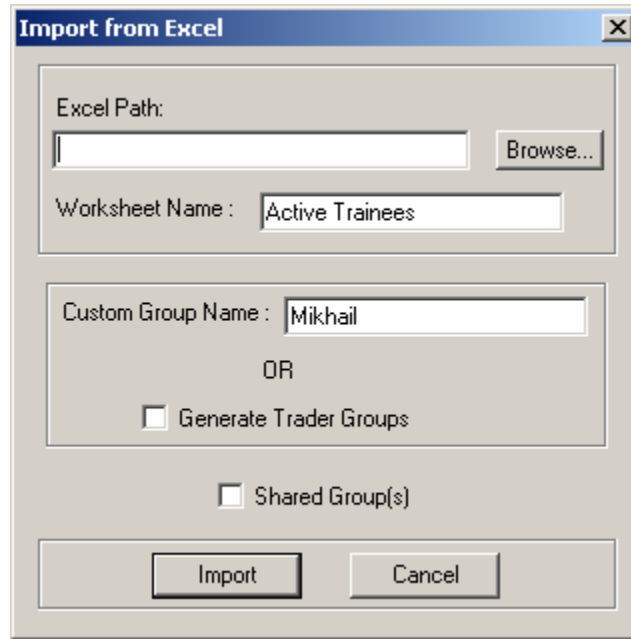 Import from Excel
Excel Path:
Browse...
Worksheet Name : Active Trainees
Custom Group Name : Mikhail
OR
Generate Trader Groups
Shared Group(s)
Import Cancel